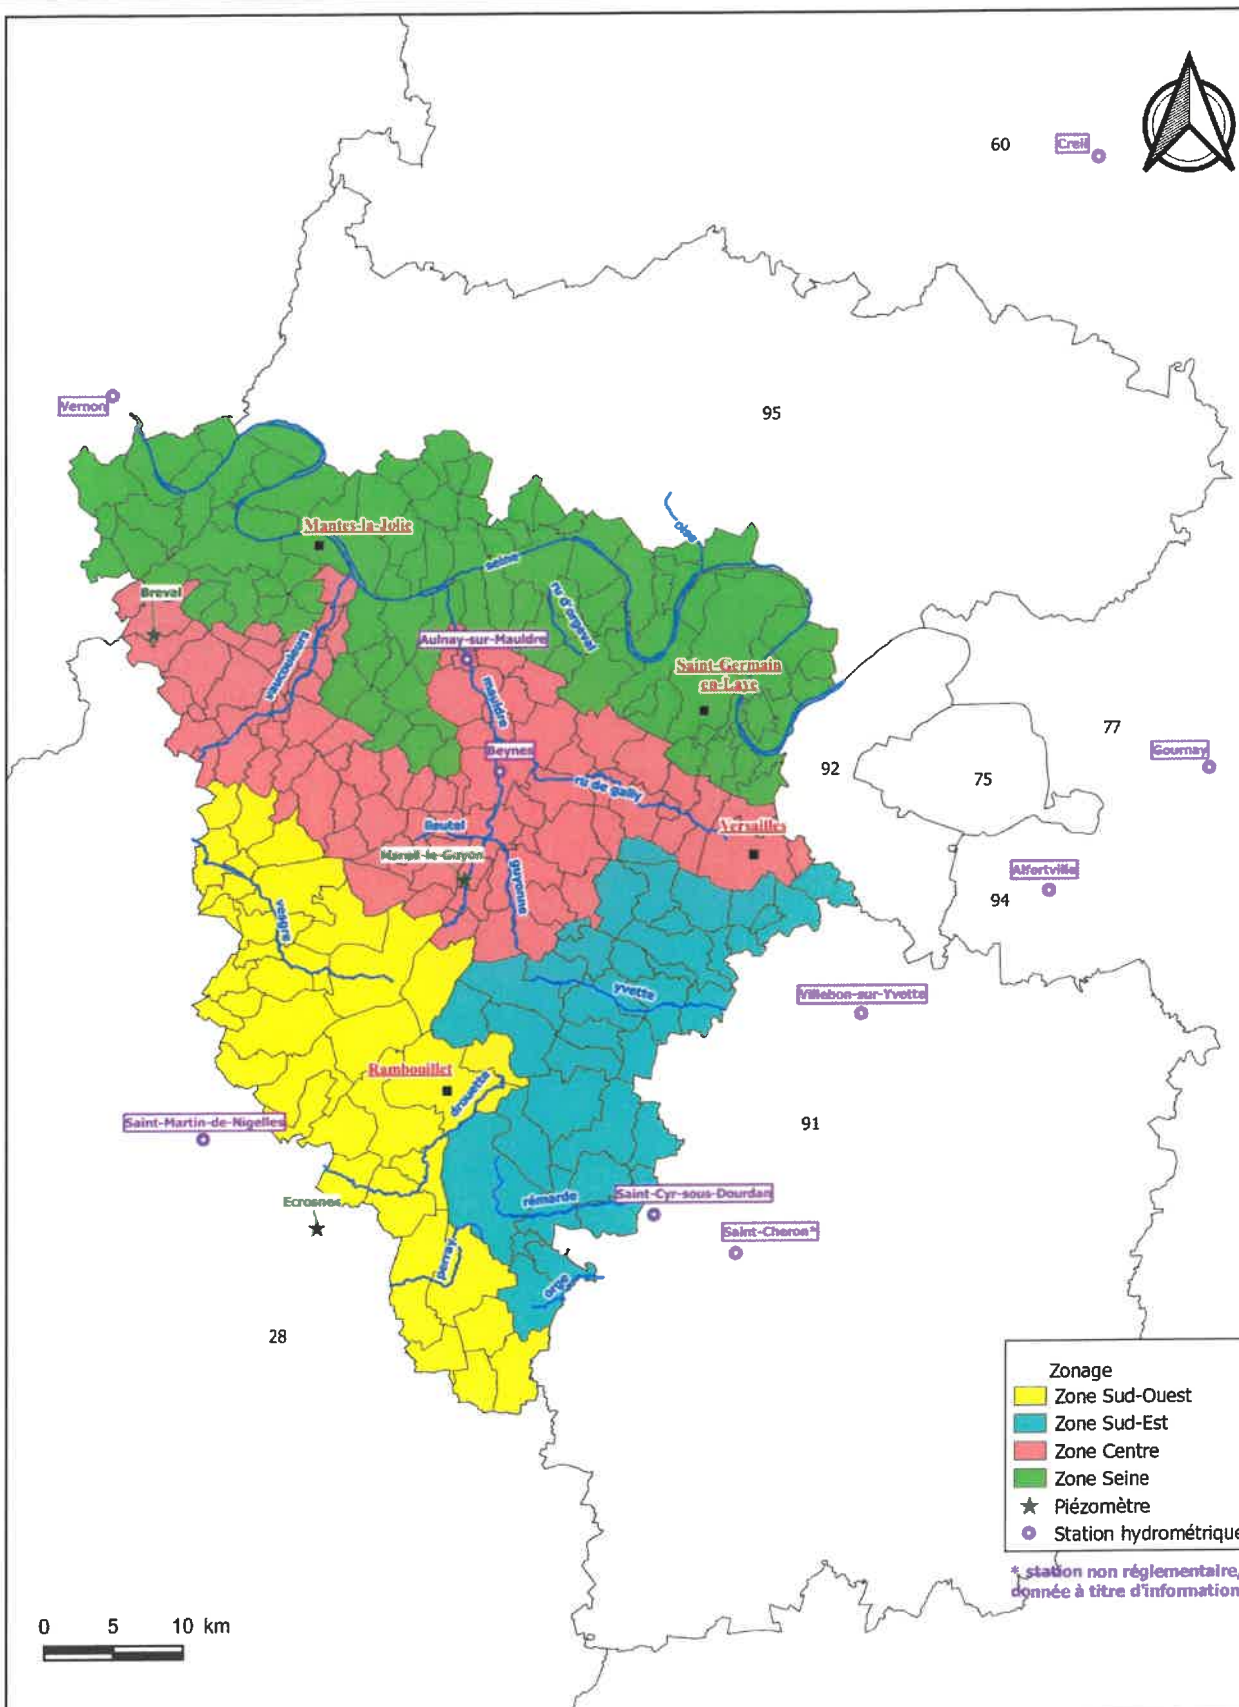 60
Creil
Vernon
95
oise
Mantes-la-Jolie
seine
Breval
ru d'orgeval
Aulnay-sur-Mauldre
vaucouleurs
Saint-Germain
en-Laye
mauldre
77
Beynes
Gournay
92
75
ru de gally
lieutel
Versailles
Mareil-le-Guyon
guyonne
Alfortville
94
vesgre
yvette
Villebon-sur-Yvette
Rambouillet
drouette
Saint-Martin-de-Nigelles
91
Ecrosnes
rémarde
Saint-Cyr-sous-Dourdan
Saint-Cheron*
perray
orge
28
Zonage
Zone Sud-Ouest
Zone Sud-Est
Zone Centre
Zone Seine
Piézomètre
Station hydrométrique
* station non réglementaire,
donnée à titre d'information
0 5 10 km